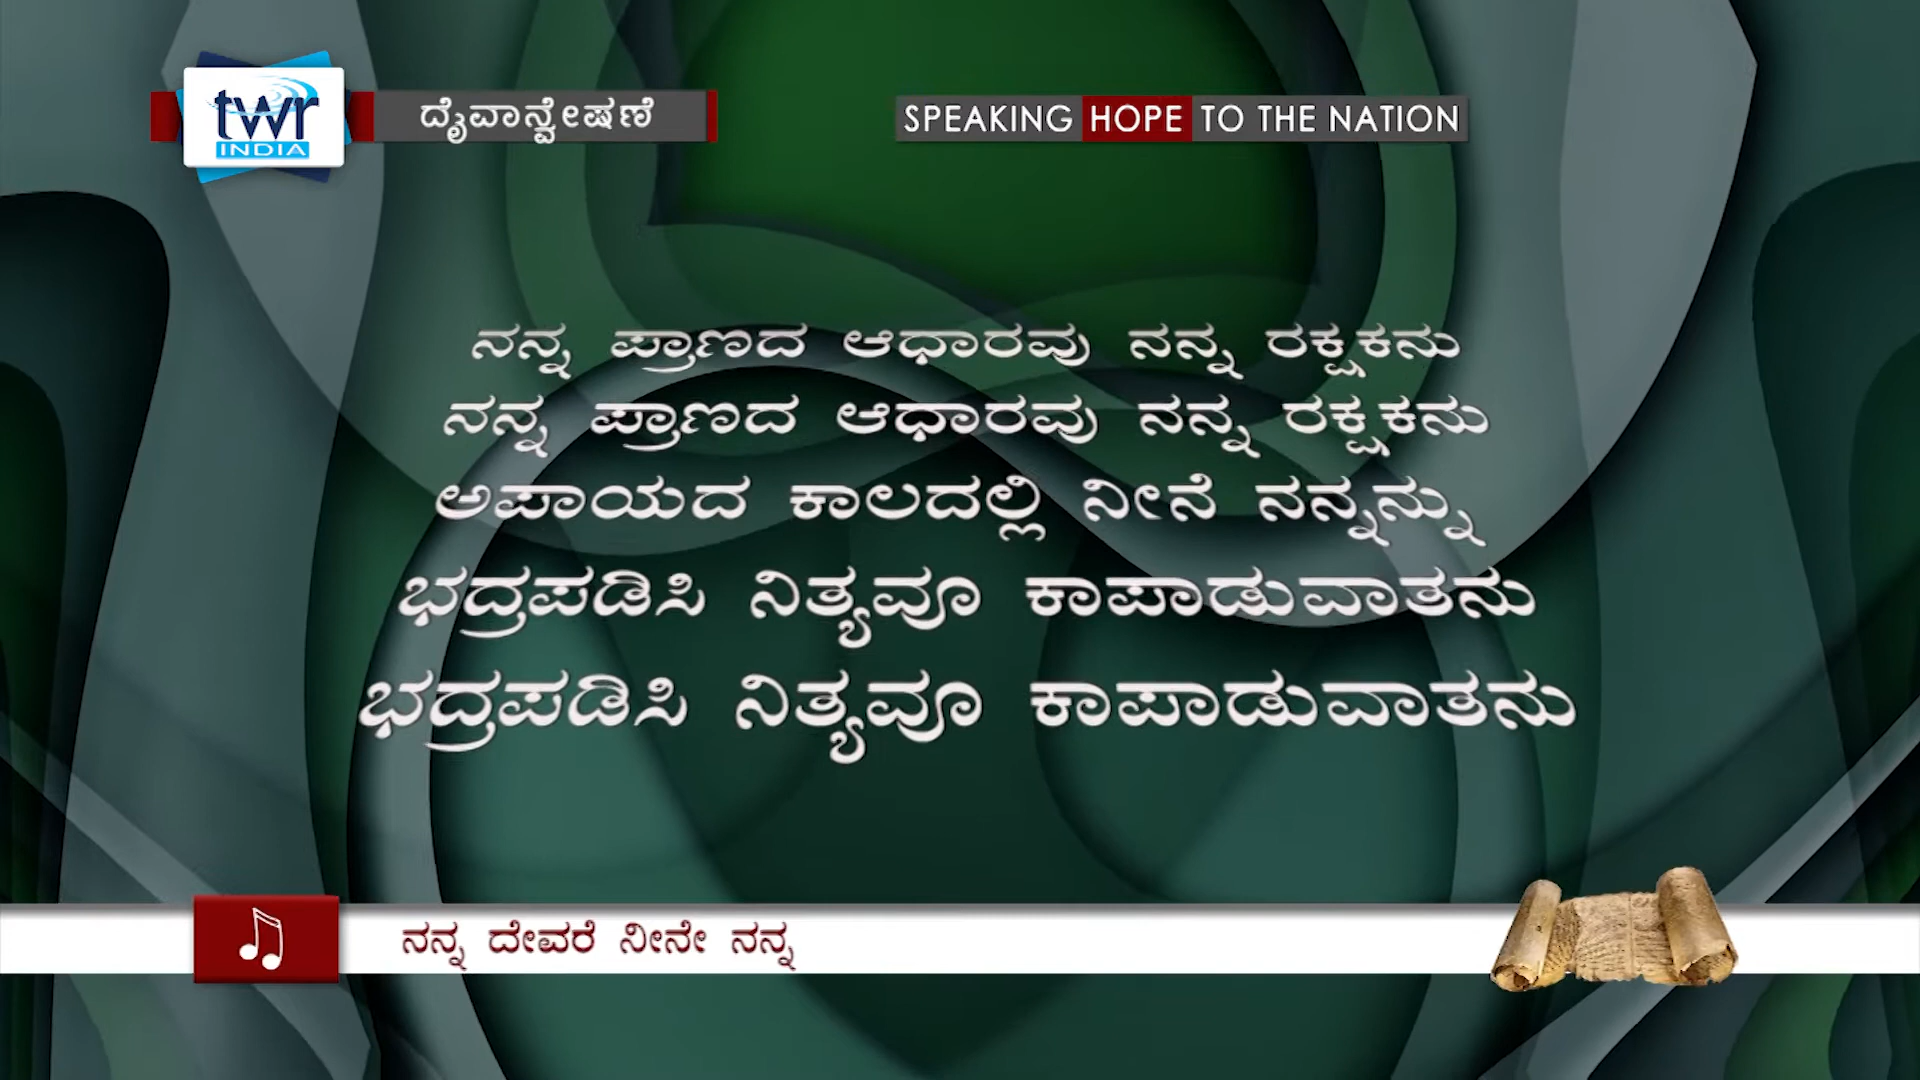 twr
INDIA
ದೈವಾನ್ವೇಷಣೆ
SPEAKING HOPE TO THE NATION
ನನ್ನ ಪ್ರಾಣದ ಆಧಾರವು ನನ್ನ ರಕ್ಷಕನು
ನನ್ನ ಪ್ರಾಣದ ಆಧಾರವು ನನ್ನ ರಕ್ಷಕನು
ಅಪಾಯದ ಕಾಲದಲ್ಲಿ ನೀನೆ ನನ್ನನ್ನು
ಭದ್ರಪಡಿಸಿ ನಿತ್ಯವೂ ಕಾಪಾಡುವಾತನು
ಭದ್ರಪಡಿಸಿ ನಿತ್ಯವೂ ಕಾಪಾಡುವಾತನು
ನನ್ನ ದೇವರೆ ನೀನೇ ನನ್ನ